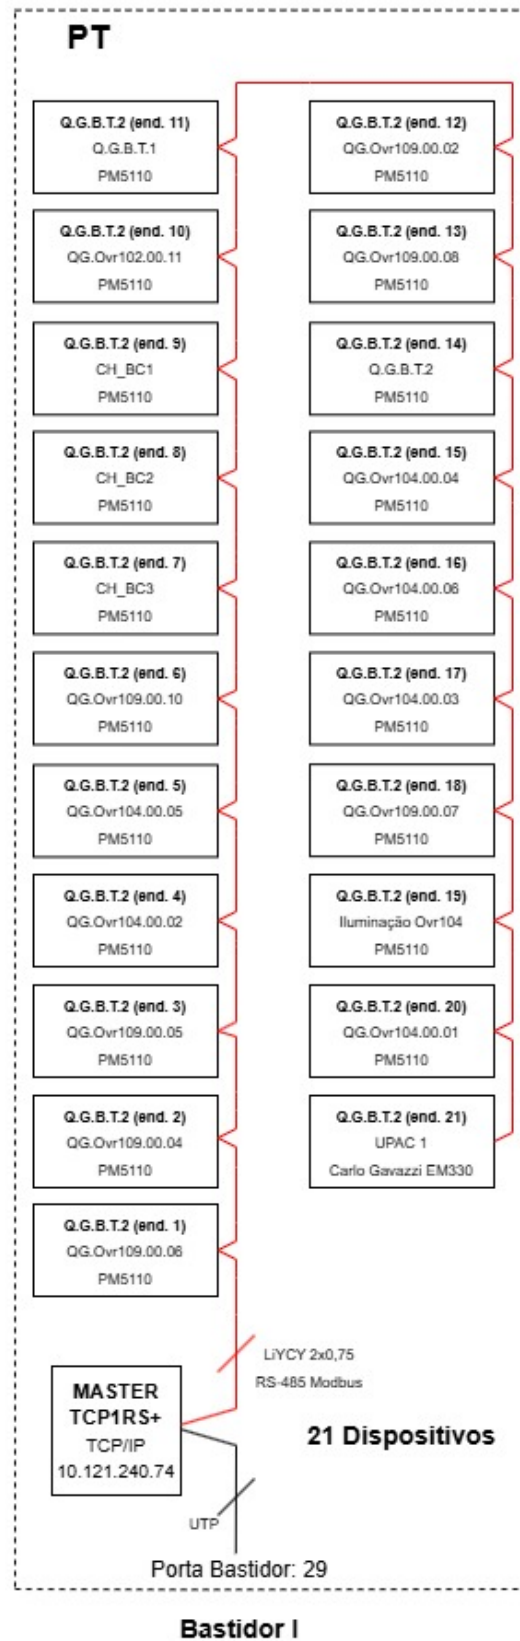 PT
Q.G.B.T.2 (end. 11)
Q.G.B.T.1
PM5110
Q.G.B.T.2 (end. 10)
QG.Ovr102.00.11
PM5110
Q.G.B.T.2 (end. 9)
CH_BC1
PM5110
Q.G.B.T.2 (end. 8)
CH_BC2
PM5110
Q.G.B.T.2 (end. 7)
CH_BC3
PM5110
Q.G.B.T.2 (end. 6)
QG.Ovr109.00.10
PM5110
Q.G.B.T.2 (end. 5)
QG.Ovr104.00.05
PM5110
Q.G.B.T.2 (end. 4)
QG.Ovr104.00.02
PM5110
Q.G.B.T.2 (end. 3)
QG.Ovr109.00.05
PM5110
Q.G.B.T.2 (end. 2)
QG.Ovr109.00.04
PM5110
Q.G.B.T.2 (end. 1)
QG.Ovr109.00.06
PM5110
Q.G.B.T.2 (end. 12)
QG.Ovr109.00.02
PM5110
Q.G.B.T.2 (end. 13)
QG.Ovr109.00.08
PM5110
Q.G.B.T.2 (end. 14)
Q.G.B.T.2
PM5110
Q.G.B.T.2 (end. 15)
QG.Ovr104.00.04
PM5110
Q.G.B.T.2 (end. 16)
QG.Ovr104.00.06
PM5110
Q.G.B.T.2 (end. 17)
QG.Ovr104.00.03
PM5110
Q.G.B.T.2 (end. 18)
QG.Ovr109.00.07
PM5110
Q.G.B.T.2 (end. 19)
Iluminação Ovr104
PM5110
Q.G.B.T.2 (end. 20)
QG.Ovr104.00.01
PM5110
Q.G.B.T.2 (end. 21)
UPAC 1
Carlo Gavazzi EM330
LiYCY 2x0,75
RS-485 Modbus
MASTER
TCP1RS+
TCP/IP
10.121.240.74
21 Dispositivos
UTP
Porta Bastidor: 29
Bastidor I